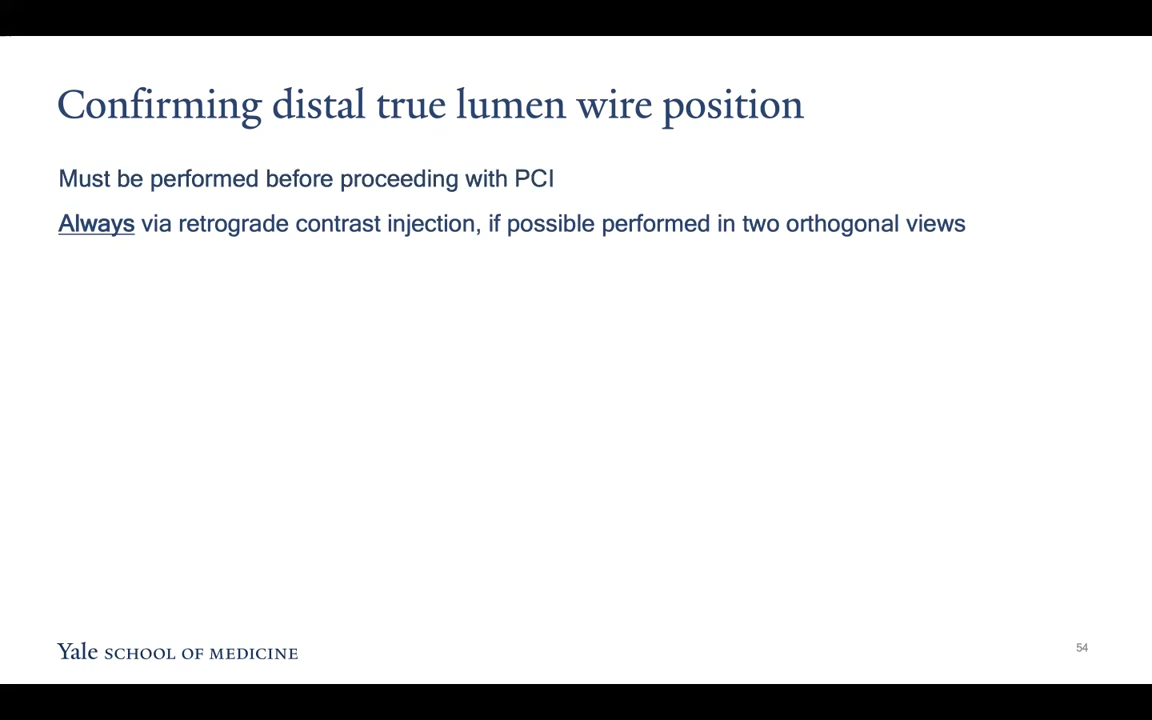 Confirming distal true lumen wire position
Must be performed before proceeding with PCI
Always via retrograde contrast injection, if possible performed in two orthogonal views
Yale SCHOOL OF MEDICINE
54